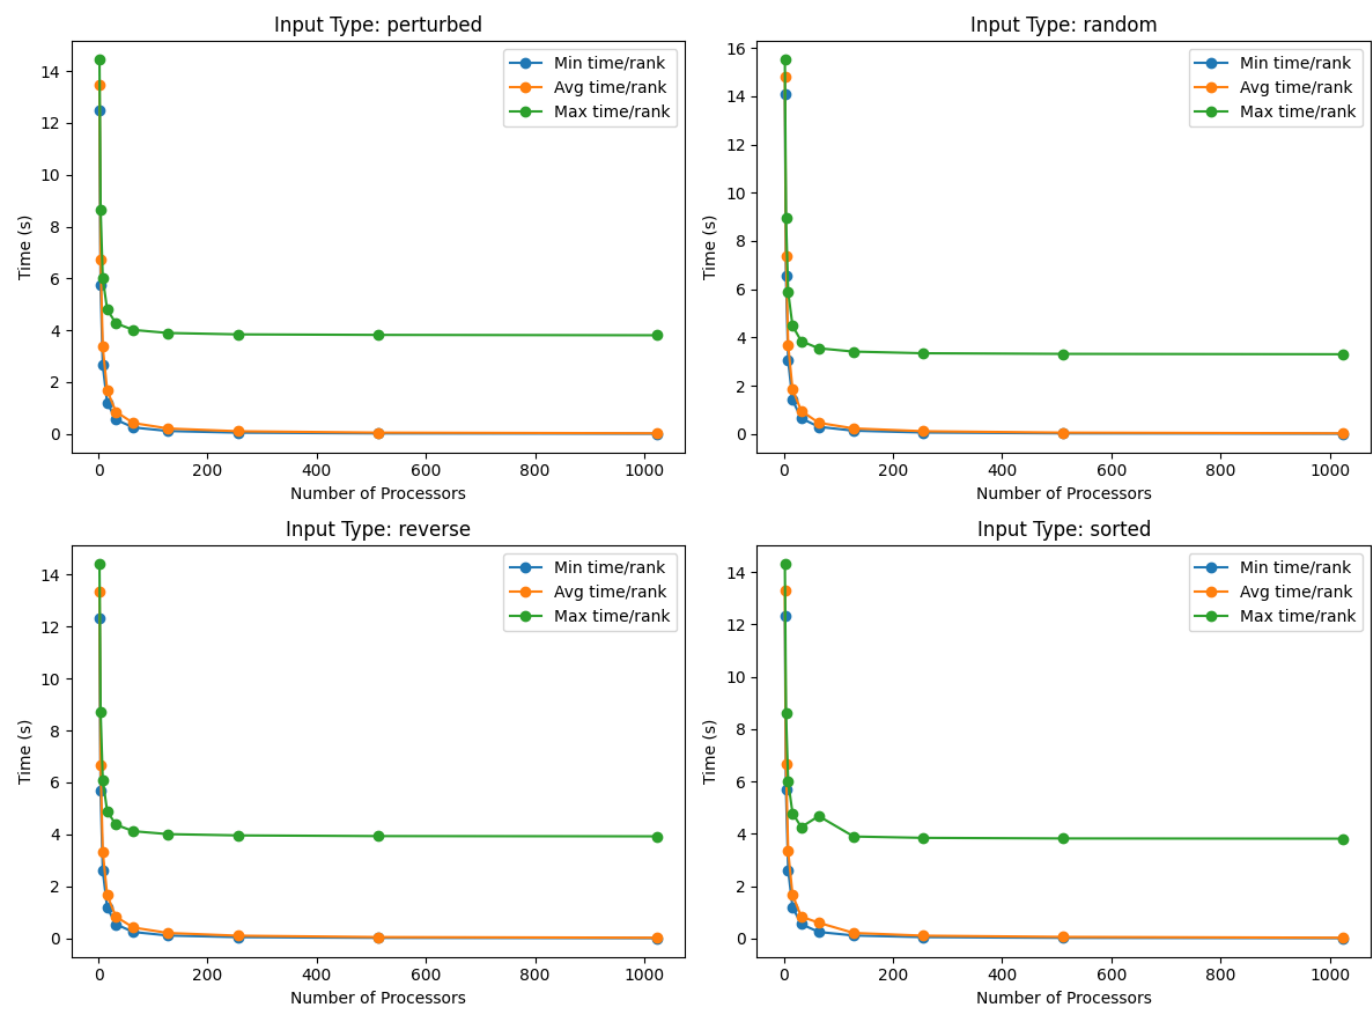 Input Type: perturbed
Min time/rank
Avg time/rank
Max time/rank
14
12
10
8
6
4
2
0
Time (s)
0 200 400 600 800 1000
Number of Processors
Input Type: random
Min time/rank
Avg time/rank
Max time/rank
16
14
12
10
8
6
4
2
0
Time (s)
0 200 400 600 800 1000
Number of Processors
Input Type: reverse
Min time/rank
Avg time/rank
Max time/rank
14
12
10
8
6
4
2
0
Time (s)
0 200 400 600 800 1000
Number of Processors
Input Type: sorted
Min time/rank
Avg time/rank
Max time/rank
14
12
10
8
6
4
2
0
Time (s)
0 200 400 600 800 1000
Number of Processors